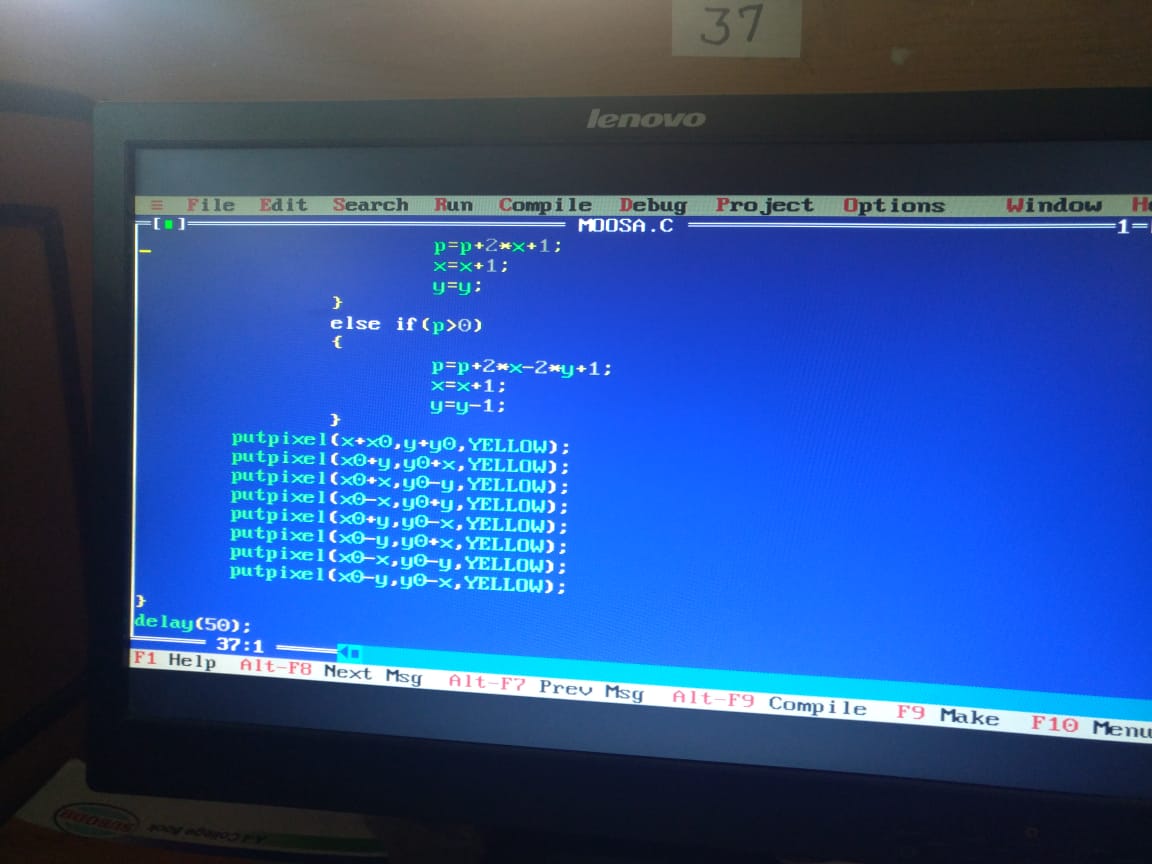 37
lenovo
≡ File Edit Search Run Compile Debug Project Options Window
[■] MOOSA.C 1
p=p+2*x+1;
x=x+1;
y=y;
}
else if(p>0)
{
p=p+2*x-2*y+1;
x=x+1;
y=y-1;
}
putpixel(x+x0,y+y0,YELLOW);
putpixel(x0+y,y0+x,YELLOW);
putpixel(x0+x,y0-y,YELLOW);
putpixel(x0-x,y0+y,YELLOW);
putpixel(x0+y,y0-x,YELLOW);
putpixel(x0-y,y0+x,YELLOW);
putpixel(x0-x,y0-y,YELLOW);
putpixel(x0-y,y0-x,YELLOW);
}
delay(50);
37:1
F1 Help Alt-F8 Next Msg Alt-F7 Prev Msg Alt-F9 Compile F9 Make F10 Menu
A4 College Book